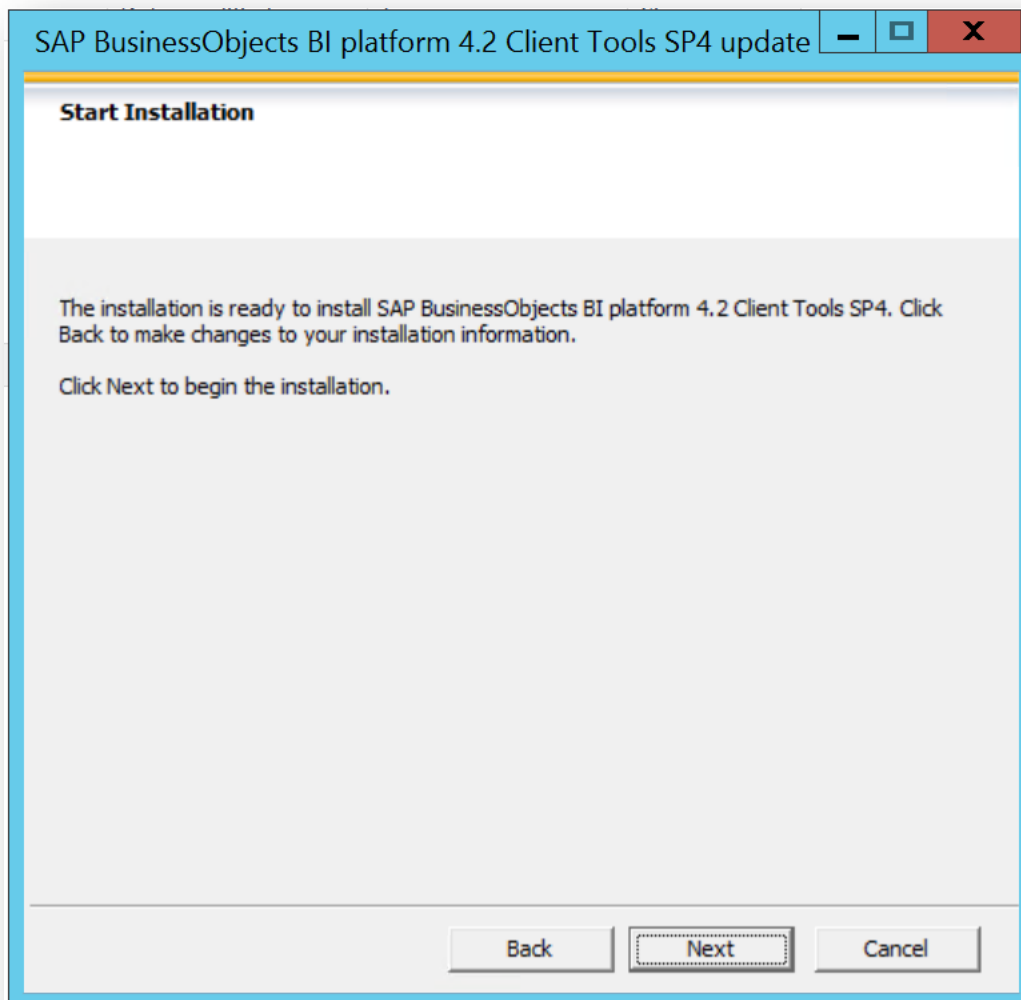 SAP BusinessObjects BI platform 4.2 Client Tools SP4 update
Start Installation
The installation is ready to install SAP BusinessObjects BI platform 4.2 Client Tools SP4. Click
Back to make changes to your installation information.
Click Next to begin the installation.
Back Next Cancel